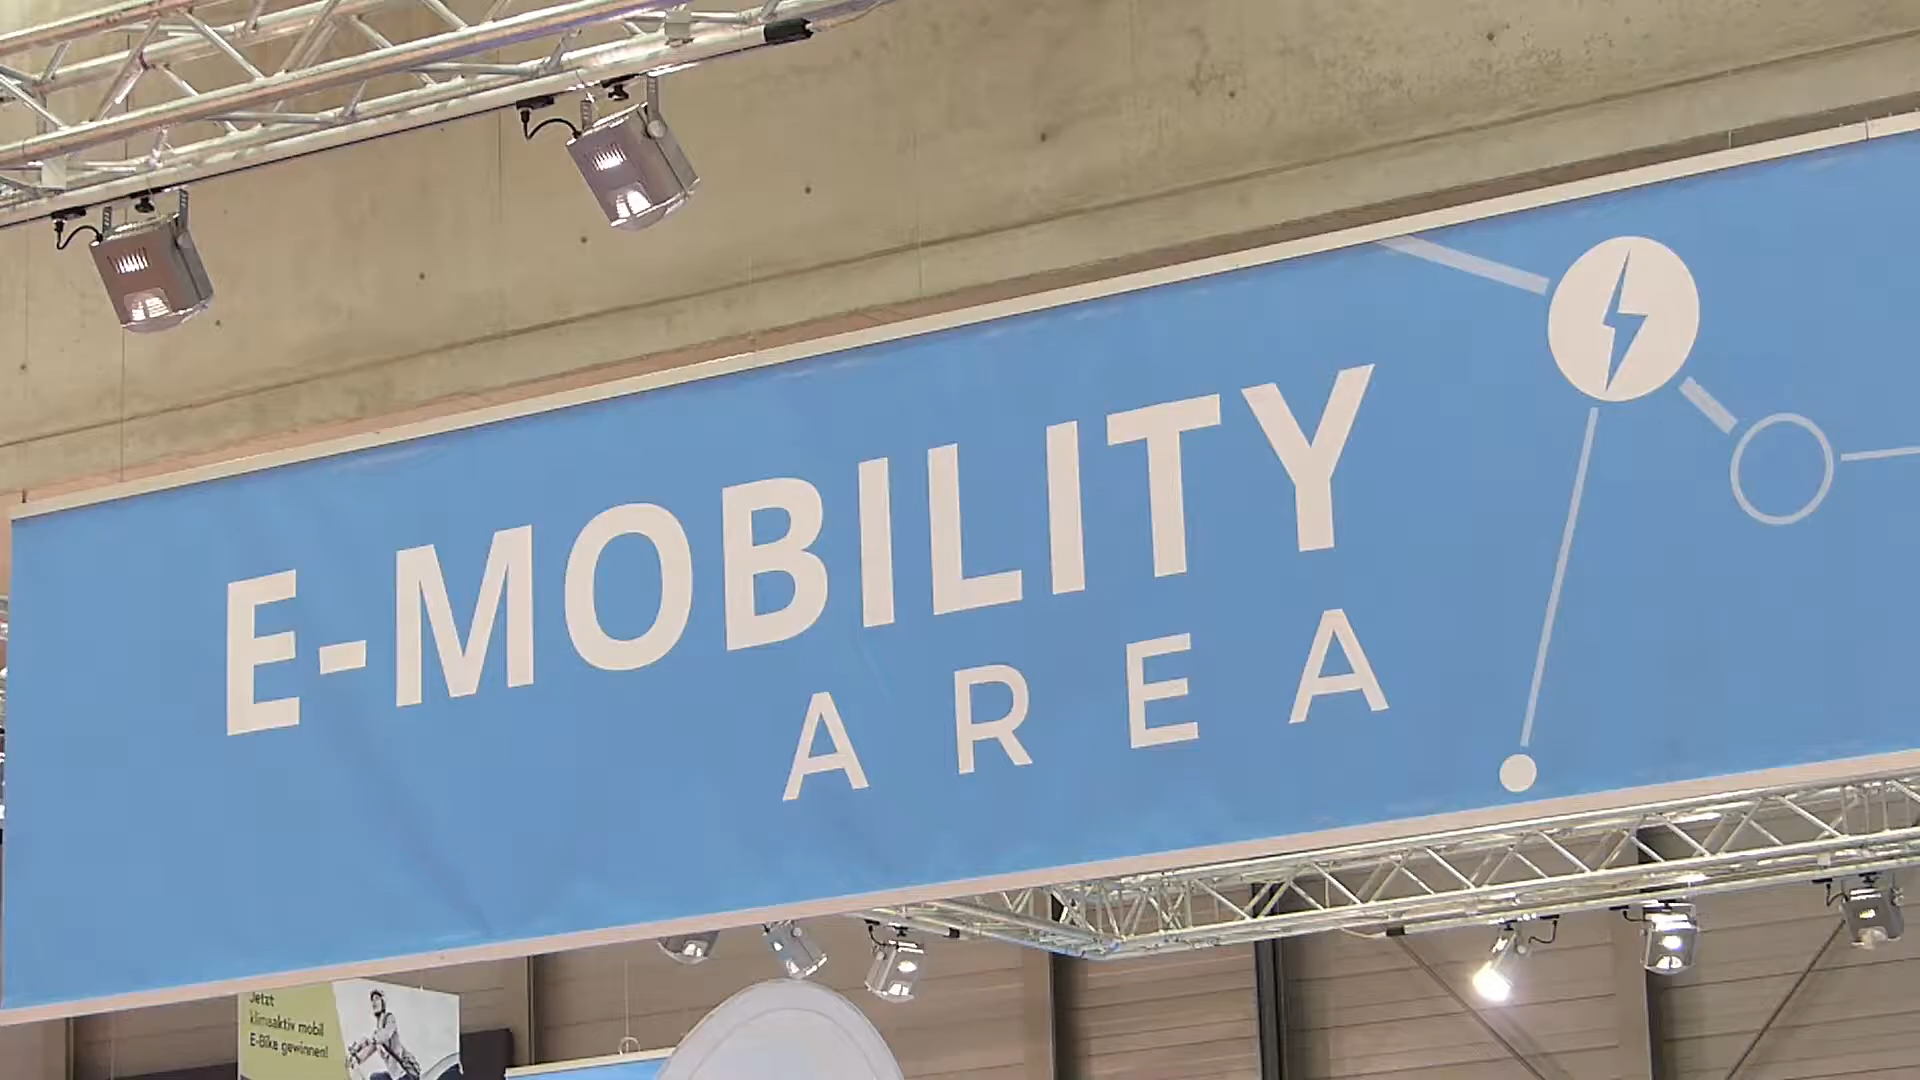 E-MOBILITY
AREA
Jetzt
klimaaktiv mobil
E-Bike gewinnen!